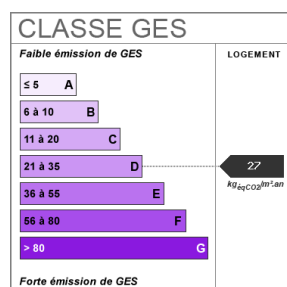 CLASSE GES
Faible émission de GES
LOGEMENT
≤ 5 A
6 à 10 B
11 à 20 C
21 à 35 D
27
kgéqCO2/m².an
36 à 55 E
56 à 80 F
> 80 G
Forte émission de GES